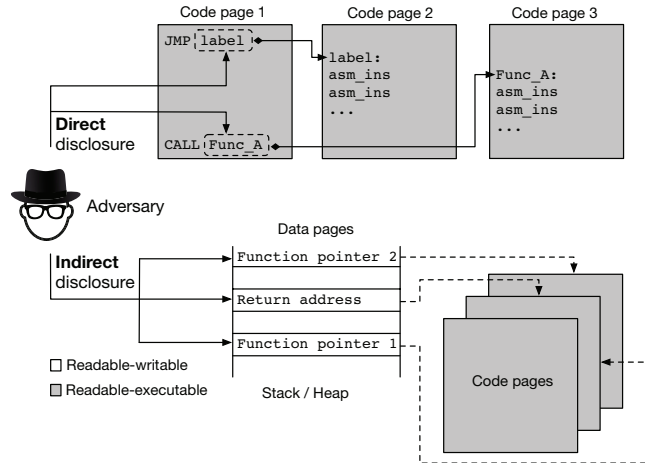 Code page 1
Code page 2
Code page 3
JMP label
label:
asm_ins
asm_ins
...
Func_A:
asm_ins
asm_ins
...
CALL Func_A
Direct
disclosure
Adversary
Indirect
disclosure
Data pages
Function pointer 2
Return address
Function pointer 1
Stack / Heap
Code pages
Readable-writable
Readable-executable